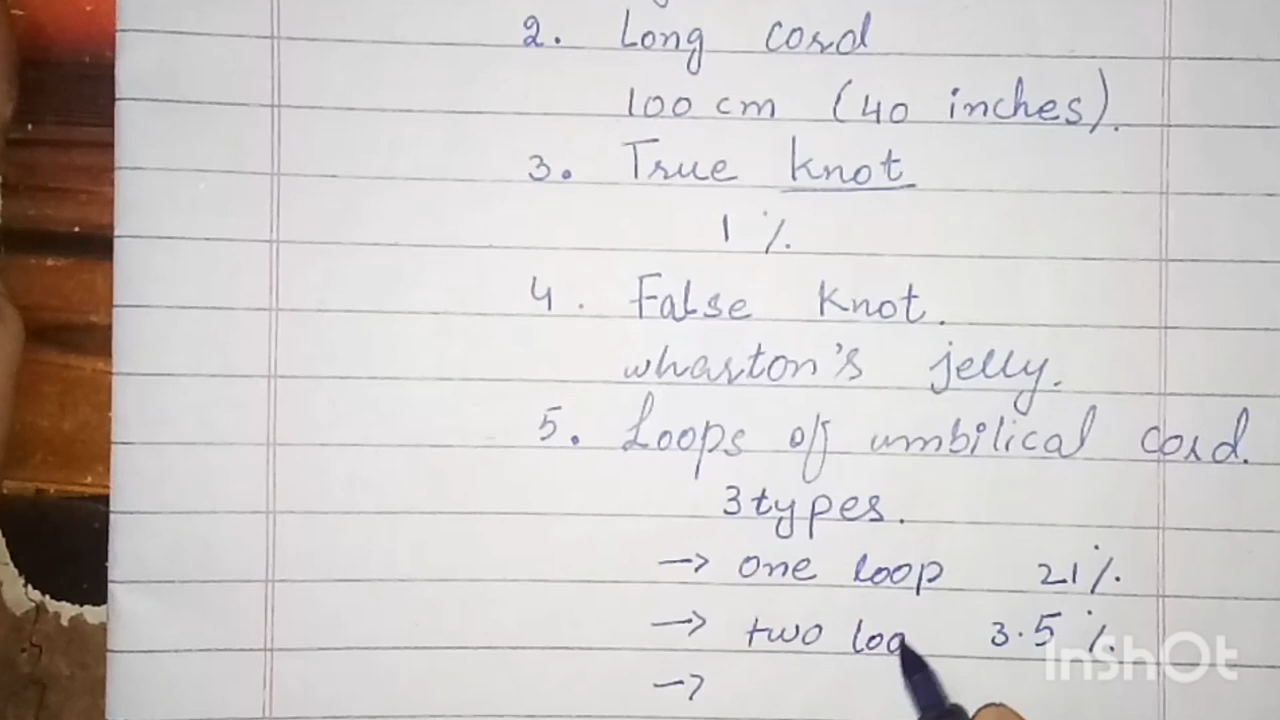 2. Long cord
100 cm (40 inches).
3. True knot
1 %
4. False Knot.
wharton's jelly.
5. Loops of umbilical cord.
3 types.
→ one loop 21%.
→ two loo 3.5 %.
→
InShOt